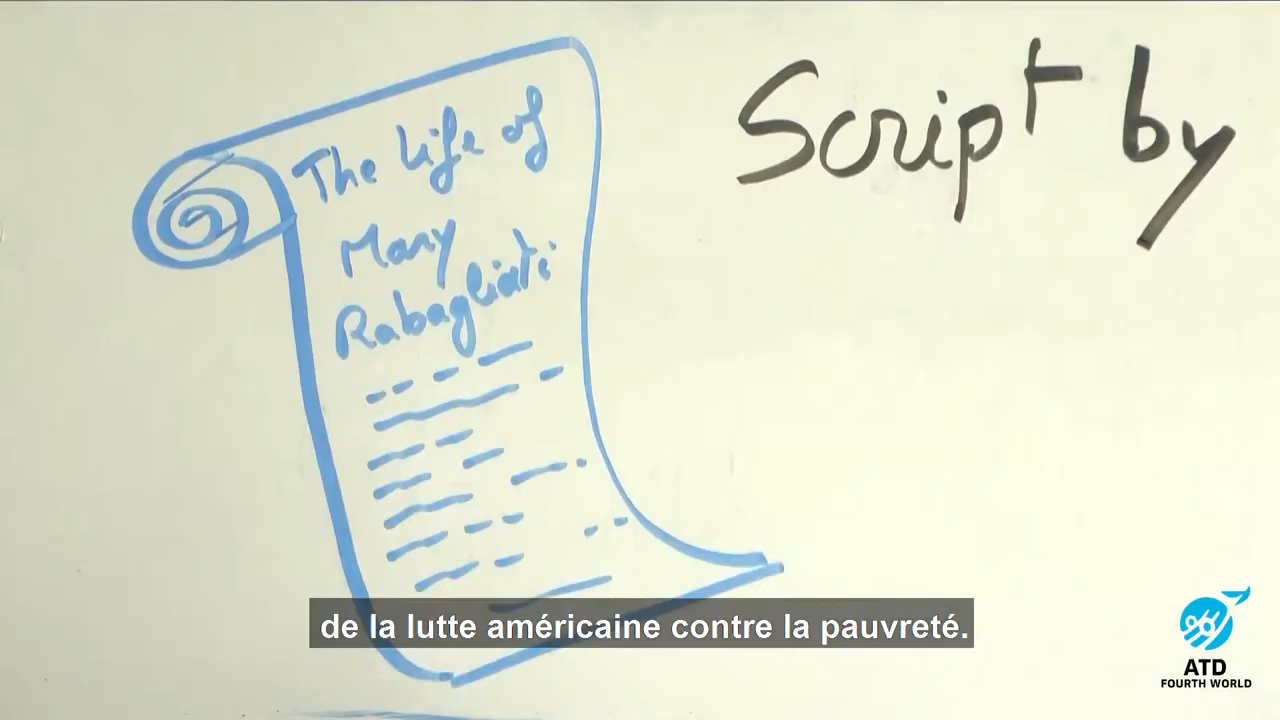 The life of
Mary
Rabagliati
Script by
de la lutte américaine contre la pauvreté.
ATD
FOURTH WORLD